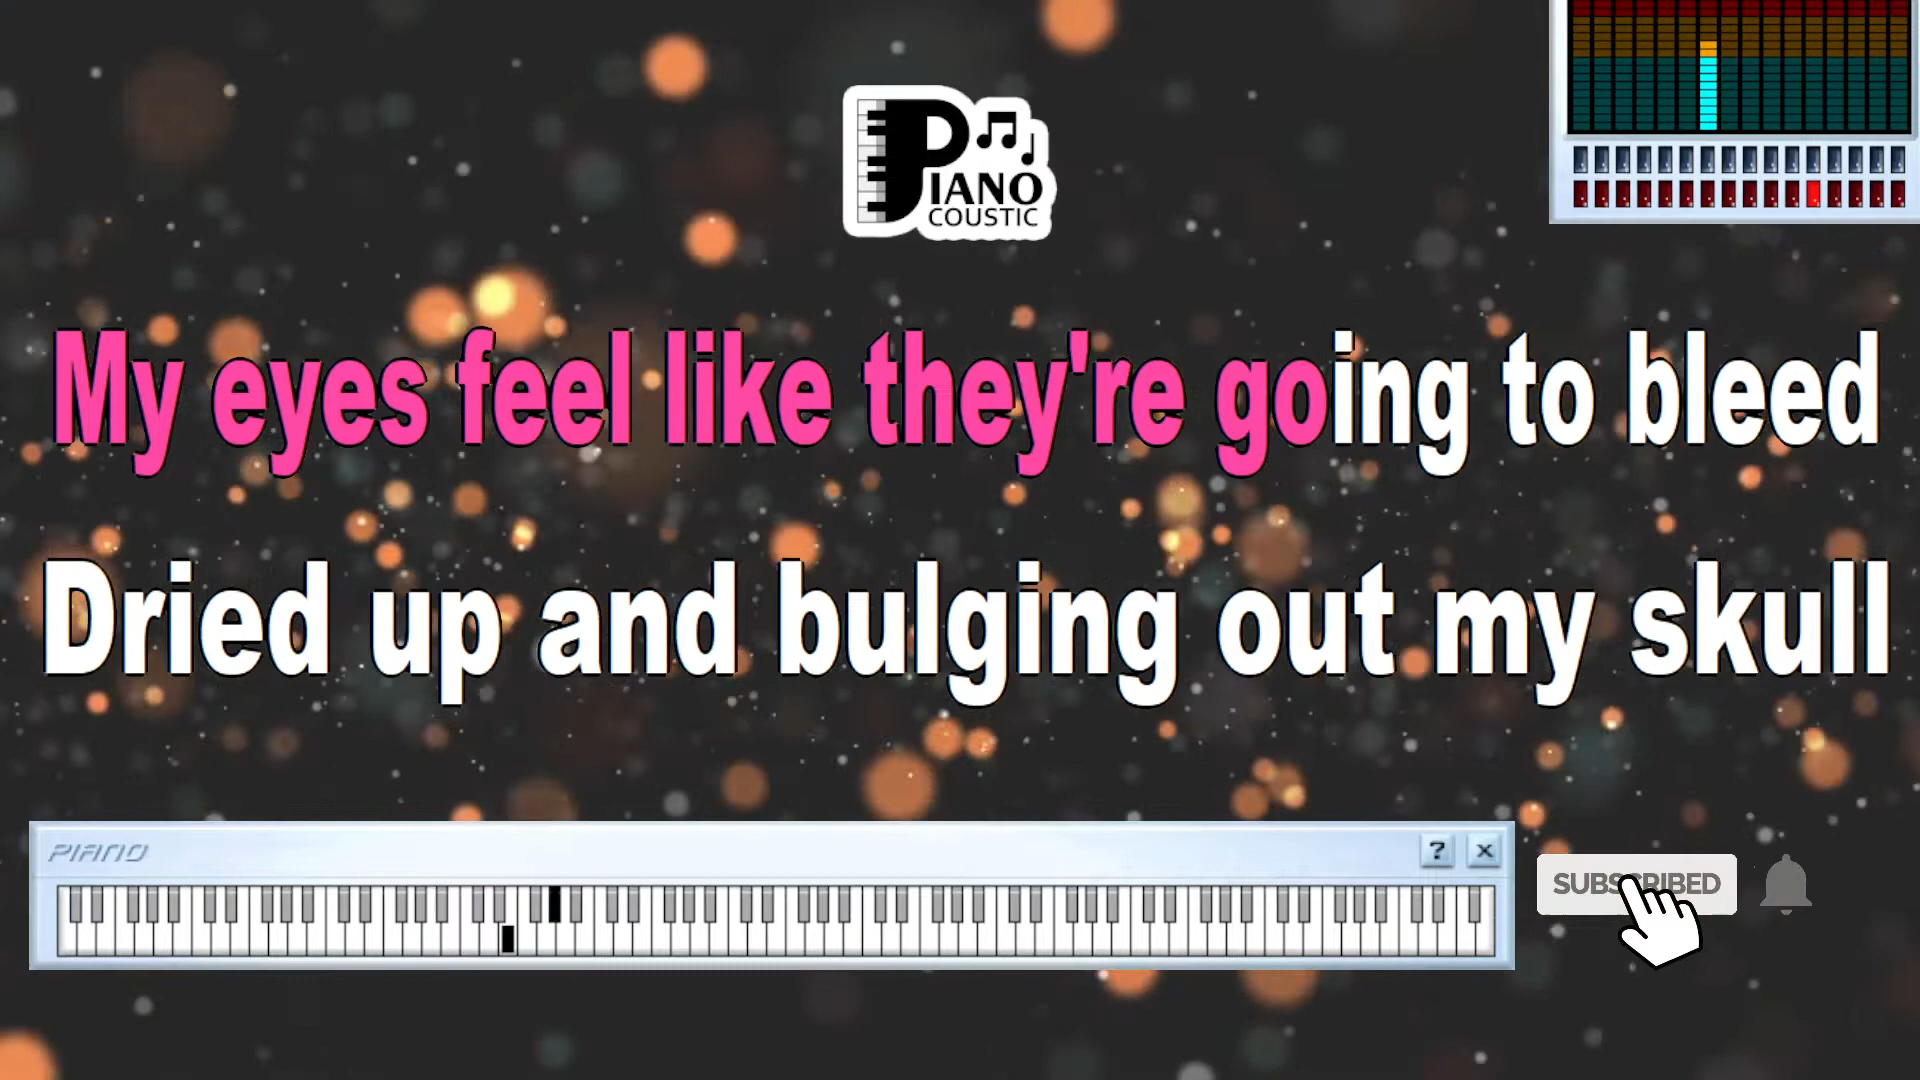 PIANO
COUSTIC
My eyes feel like they're going to bleed
Dried up and bulging out my skull
PIANO
? x
SUBSCRIBED